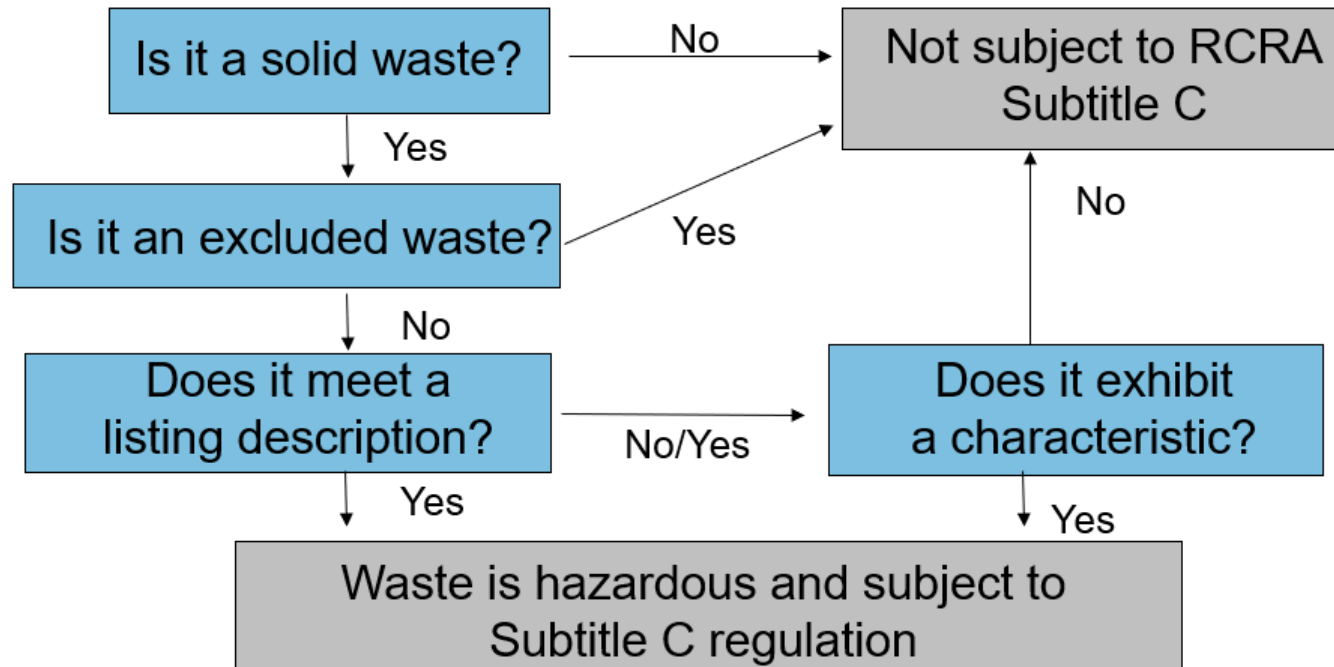 Is it a solid waste?
No
Not subject to RCRA
Subtitle C
Yes
Is it an excluded waste?
Yes
No
No
Does it meet a
listing description?
No/Yes
Does it exhibit
a characteristic?
Yes
Yes
Waste is hazardous and subject to
Subtitle C regulation